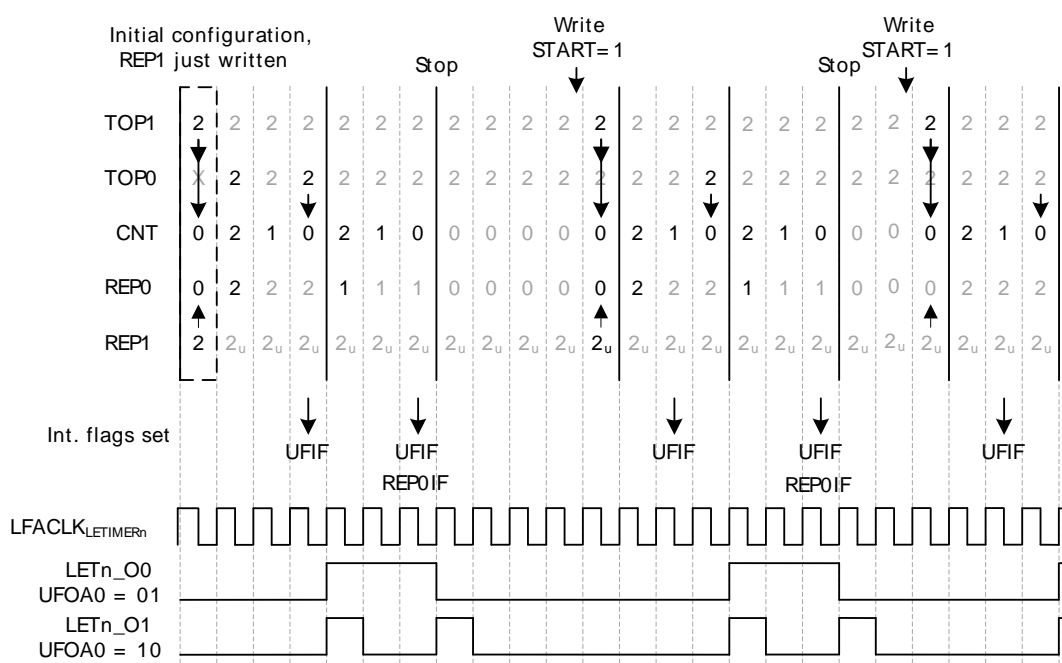 Write
START=1
Write
START=1
Initial configuration,
REP1 just written
Stop
Stop
TOP1 2 2 2 2 2 2 2 2 2 2 2 2 2 2 2 2 2 2 2 2 2 2 2 2
TOP0 X 2 2 2 2 2 2 2 2 2 2 2 2 2 2 2 2 2 2 2 2 2 2 2
CNT 0 2 1 0 2 1 0 0 0 0 0 0 2 1 0 2 1 0 0 0 0 2 1 0
REP0 0 2 2 2 1 1 1 0 0 0 0 0 2 2 2 1 1 1 0 0 0 2 2 2
REP1 2 2u 2u 2u 2u 2u 2u 2u 2u 2u 2u 2u 2u 2u 2u 2u 2u 2u 2u 2u 2u 2u 2u 2u
Int. flags set
UFIF UFIF UFIF UFIF UFIF
REP0IF REP0IF
LFACLKLETIMERn
LETn_O0
UFOA0 = 01
LETn_O1
UFOA0 = 10